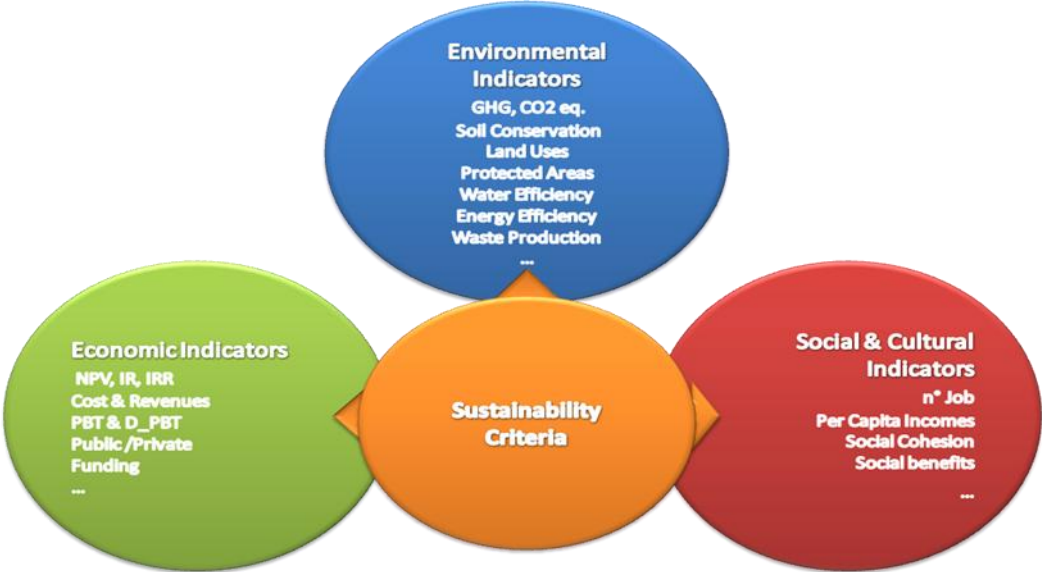 Environmental
Indicators
GHG, CO2 eq.
Soil Conservation
Land Uses
Protected Areas
Water Efficiency
Energy Efficiency
Waste Production
...
Economic Indicators
NPV, IR, IRR
Cost & Revenues
PBT & D_PBT
Public /Private
Funding
...
Sustainability
Criteria
Social & Cultural
Indicators
n° Job
Per Capita Incomes
Social Cohesion
Social benefits
...